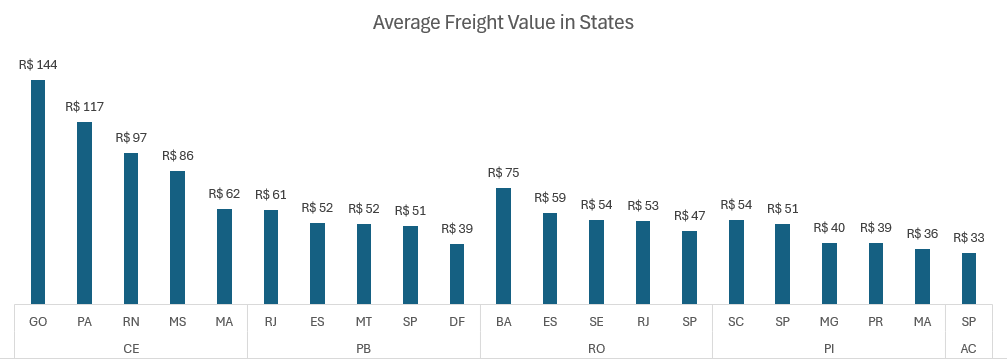 Average Freight Value in States
R$ 144
R$ 117
R$ 97
R$ 86
R$ 62
R$ 61
R$ 52
R$ 52
R$ 51
R$ 39
R$ 75
R$ 59
R$ 54
R$ 53
R$ 47
R$ 54
R$ 51
R$ 40
R$ 39
R$ 36
R$ 33
GO PA RN MS MA RJ ES MT SP DF BA ES SE RJ SP SC SP MG PR MA SP
CE PB RO PI AC